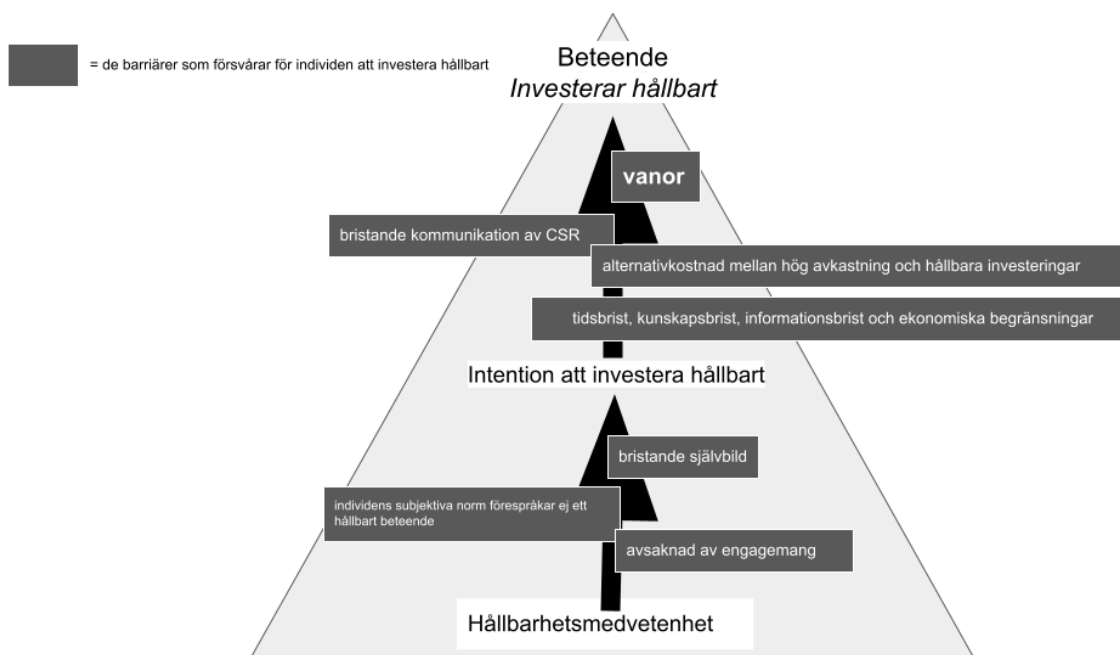 Beteende
Investerar hållbart
= de barriärer som försvårar för individen att investera hållbart
vanor
bristande kommunikation av CSR
alternativkostnad mellan hög avkastning och hållbara investeringar
tidsbrist, kunskapsbrist, informationsbrist och ekonomiska begränsningar
Intention att investera hållbart
bristande självbild
individens subjektiva norm förespråkar ej ett
hållbart beteende
avsaknad av engagemang
Hållbarhetsmedvetenhet